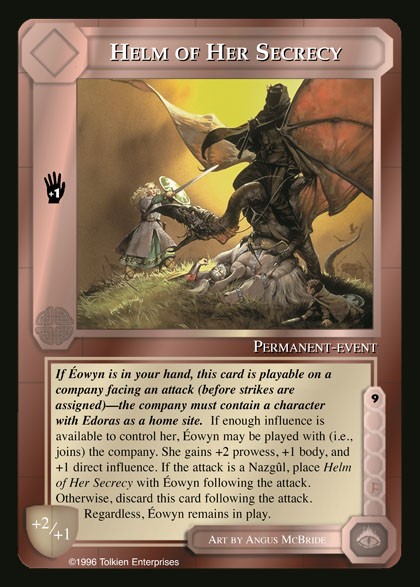 HELM OF HER SECRECY
+1
PERMANENT-EVENT
If Éowyn is in your hand, this card is playable on a
company facing an attack (before strikes are
assigned)—the company must contain a character
with Edoras as a home site. If enough influence is
available to control her, Éowyn may be played with (i.e.,
joins) the company. She gains +2 prowess, +1 body, and
+1 direct influence. If the attack is a Nazgûl, place Helm
of Her Secrecy with Éowyn following the attack.
Otherwise, discard this card following the attack.
Regardless, Éowyn remains in play.
9
+2/+1
ART BY ANGUS MCBRIDE
©1996 Tolkien Enterprises